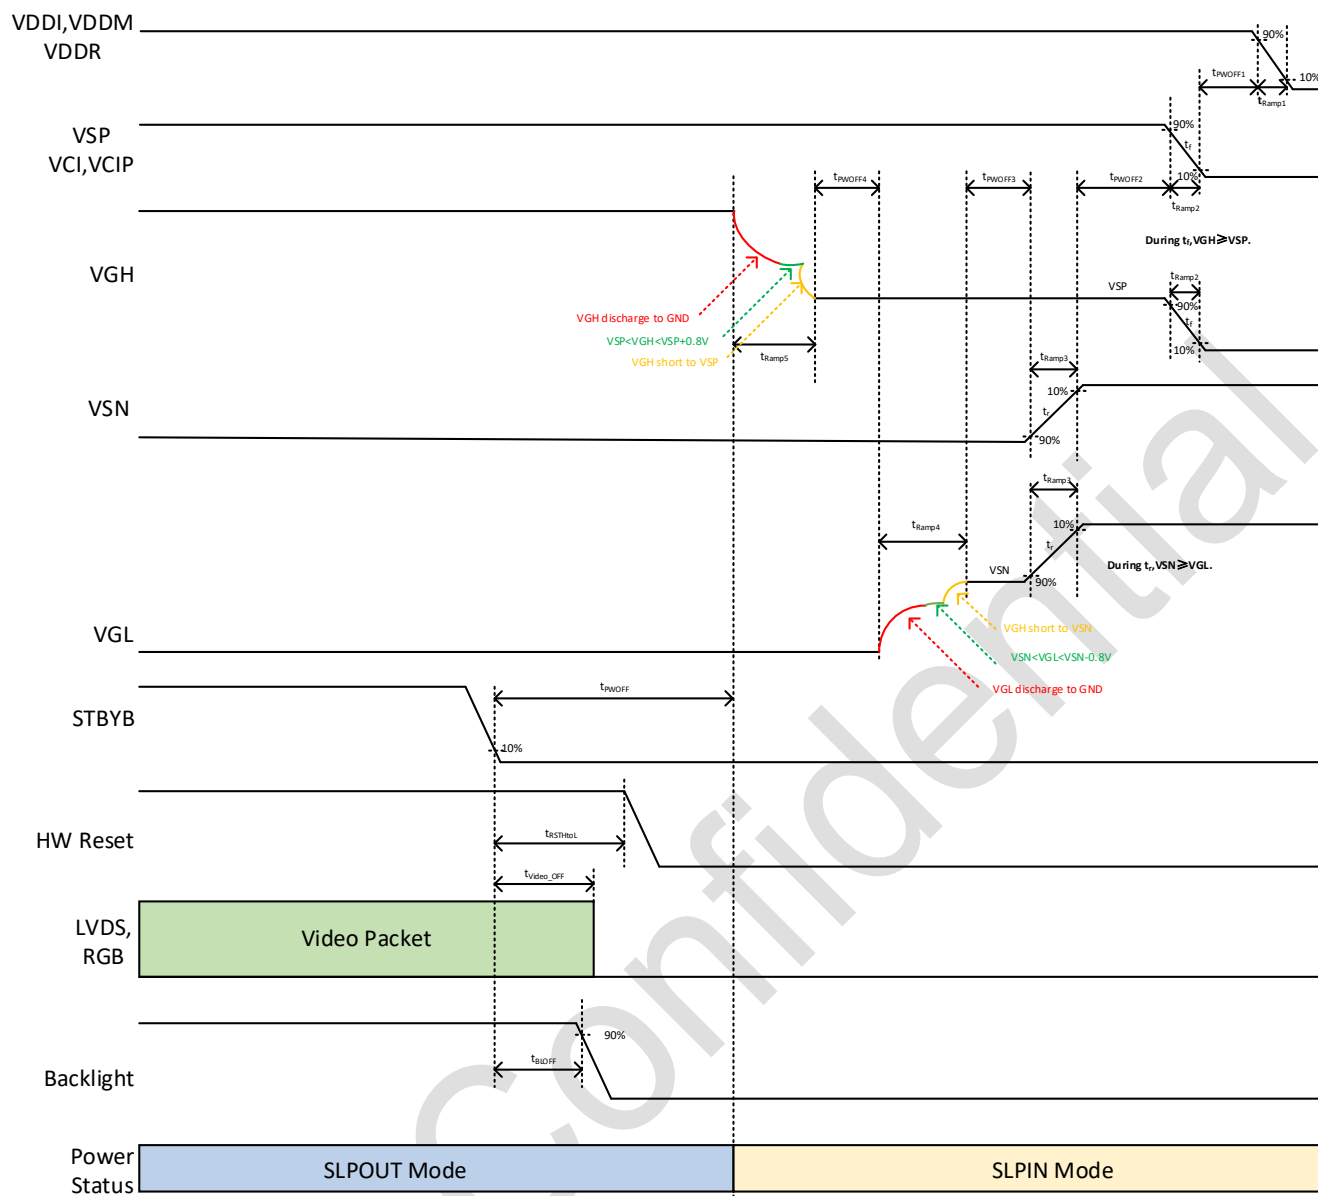 VDDI,VDDM
VDDR
90%
10%
tPWOFF1
tRamp1
VSP
VCI,VCIP
90%
tf
10%
tPWOFF4
tPWOFF3
tPWOFF2
tRamp2
During tf,VGH≥VSP.
VGH
VSP
tRamp2
90%
tf
10%
VGH discharge to GND
VSP<VGH<VSP+0.8V
VGH short to VSP
tRamp5
tRamp3
VSN
10%
tr
90%
tRamp3
tRamp4
10%
tr
VSN
90%
During tr,VSN≥VGL.
VGL
VGH short to VSN
VSN<VGL<VSN-0.8V
VGL discharge to GND
STBYB
tPWOFF
10%
HW Reset
tRSTHtoL
tVideo_OFF
LVDS,
RGB
Video Packet
Backlight
90%
tBLOFF
Power
Status
SLPOUT Mode
SLPIN Mode
Confidential